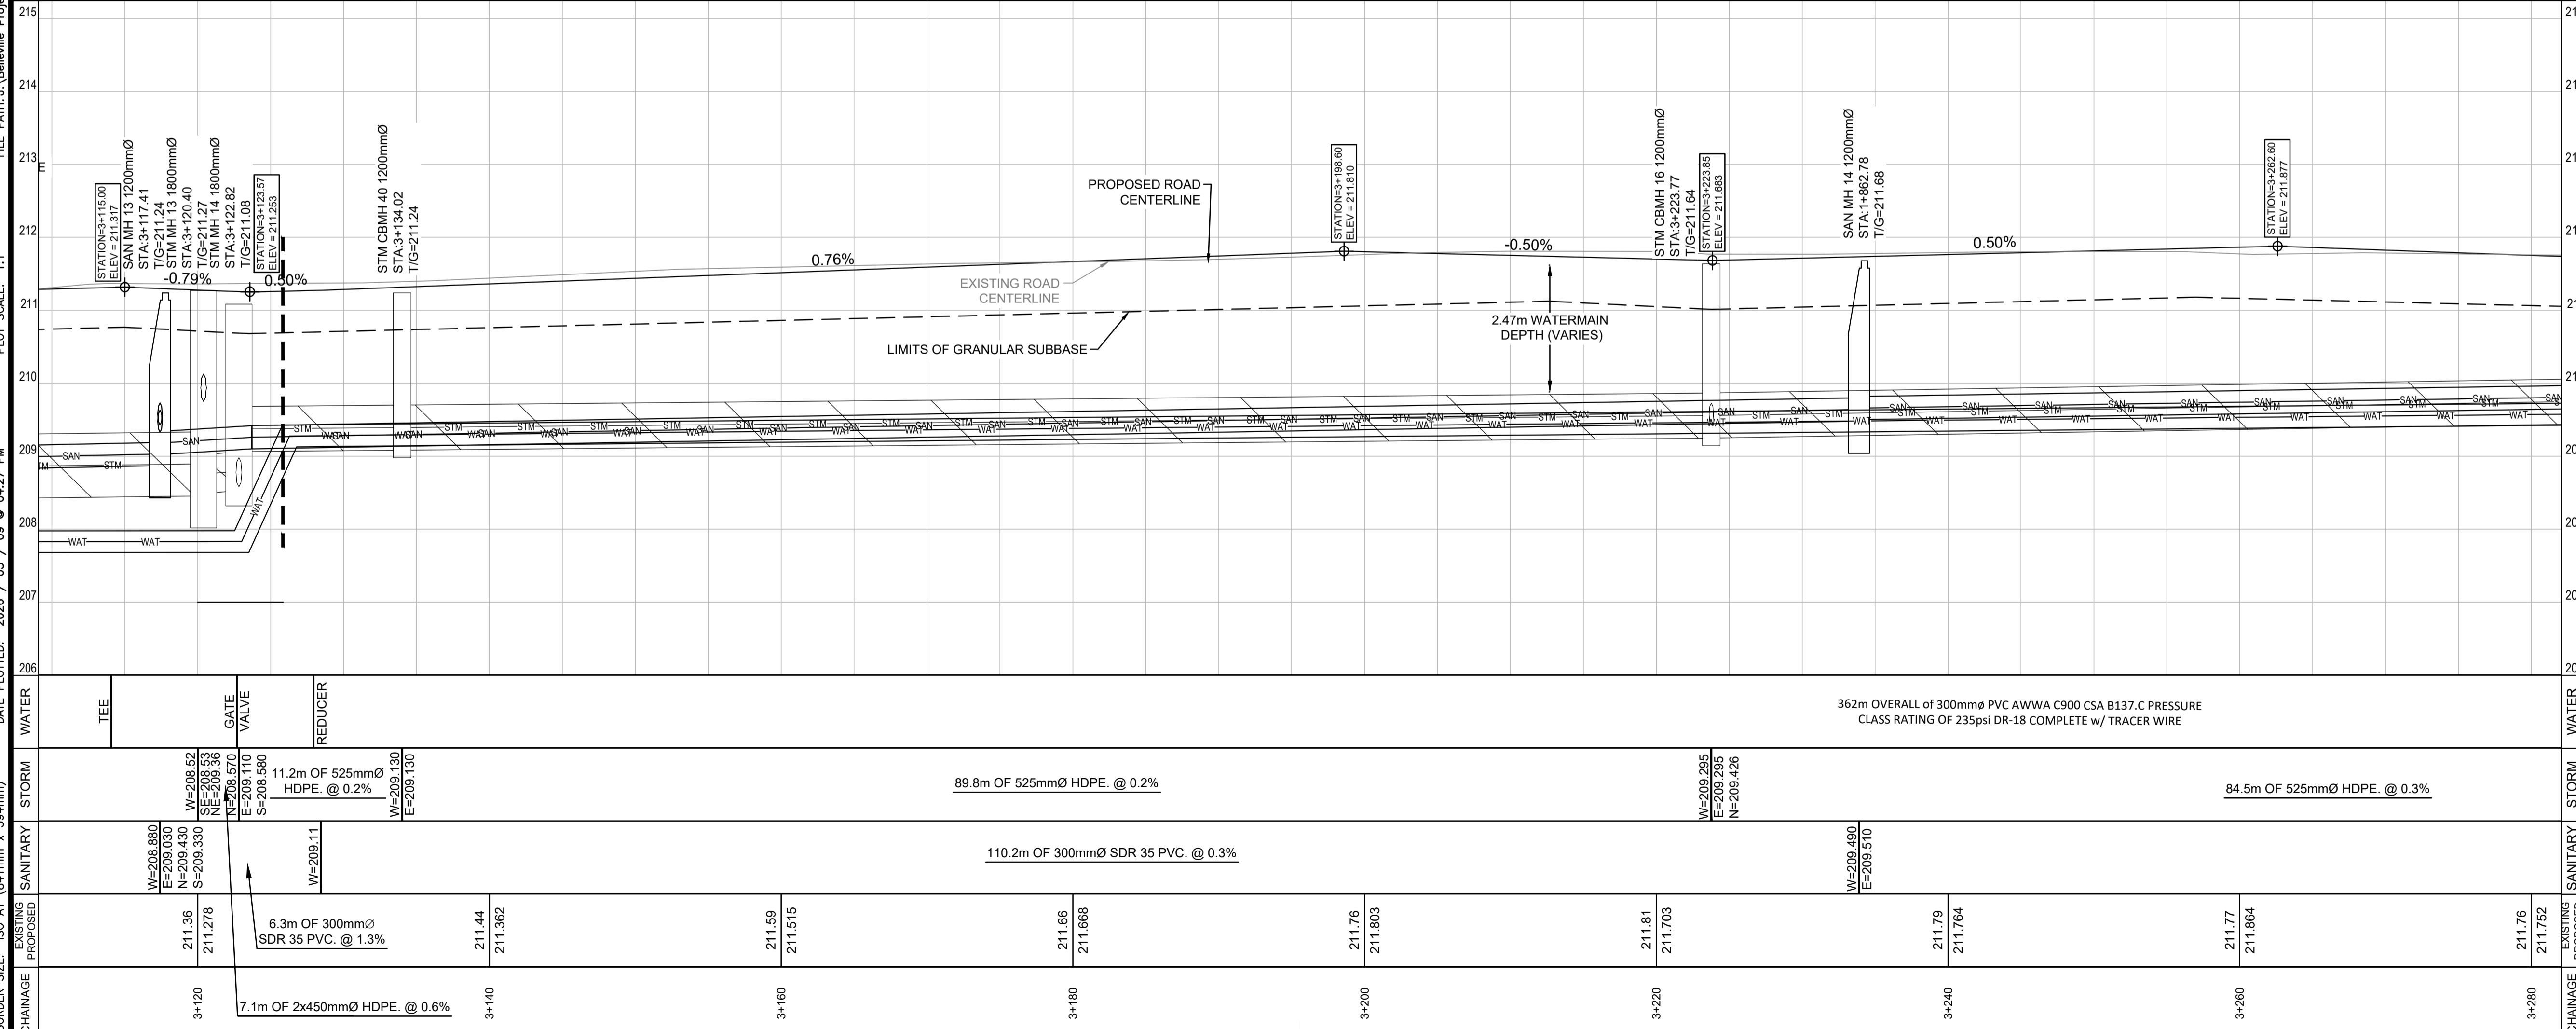 215
214
213
212
211
210
209
208
207
206
E
STATION=3+115.00
ELEV = 211.317
SAN MH 13 1200mmØ
STA:3+117.41
T/G=211.24
STM MH 13 1800mmØ
STA:3+120.40
T/G=211.27
STM MH 14 1800mmØ
STA:3+122.82
T/G=211.08
STATION=3+123.57
ELEV = 211.253
-0.79%
0.50%
STM CBMH 40 1200mmØ
STA:3+134.02
T/G=211.24
0.76%
EXISTING ROAD
CENTERLINE
PROPOSED ROAD
CENTERLINE
LIMITS OF GRANULAR SUBBASE
STATION=3+198.60
ELEV = 211.810
-0.50%
2.47m WATERMAIN
DEPTH (VARIES)
STM CBMH 16 1200mmØ
STA:3+223.77
T/G=211.64
STATION=3+223.85
ELEV = 211.683
SAN MH 14 1200mmØ
STA:1+862.78
T/G=211.68
0.50%
STATION=3+262.60
ELEV = 211.877
SAN
STM
WAT
WATER
TEE
GATE
VALVE
REDUCER
362m OVERALL of 300mmø PVC AWWA C900 CSA B137.C PRESSURE
CLASS RATING OF 235psi DR-18 COMPLETE w/ TRACER WIRE
WATER
STORM
W=208.52
SE=208.53
NE=209.36
N=208.570
E=209.110
S=208.580
11.2m OF 525mmØ
HDPE. @ 0.2%
W=209.130
E=209.130
89.8m OF 525mmØ HDPE. @ 0.2%
W=209.295
E=209.295
N=209.426
84.5m OF 525mmØ HDPE. @ 0.3%
STORM
SANITARY
W=208.880
E=209.030
N=209.430
S=209.330
W=209.11
110.2m OF 300mmØ SDR 35 PVC. @ 0.3%
W=209.490
E=209.510
SANITARY
EXISTING
PROPOSED
211.36
211.278
6.3m OF 300mmØ
SDR 35 PVC. @ 1.3%
211.44
211.362
211.59
211.515
211.66
211.668
211.76
211.803
211.81
211.703
211.79
211.764
211.77
211.864
211.76
211.752
EXISTING
CHAINAGE
3+120
7.1m OF 2x450mmØ HDPE. @ 0.6%
3+140
3+160
3+180
3+200
3+220
3+240
3+260
3+280
CHAINAGE